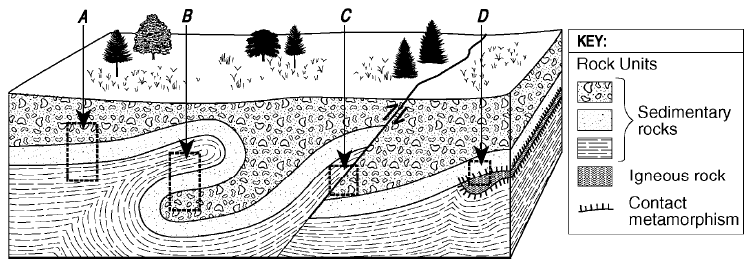 A B C D
KEY:
Rock Units
Sedimentary
rocks
Igneous rock
Contact
metamorphism